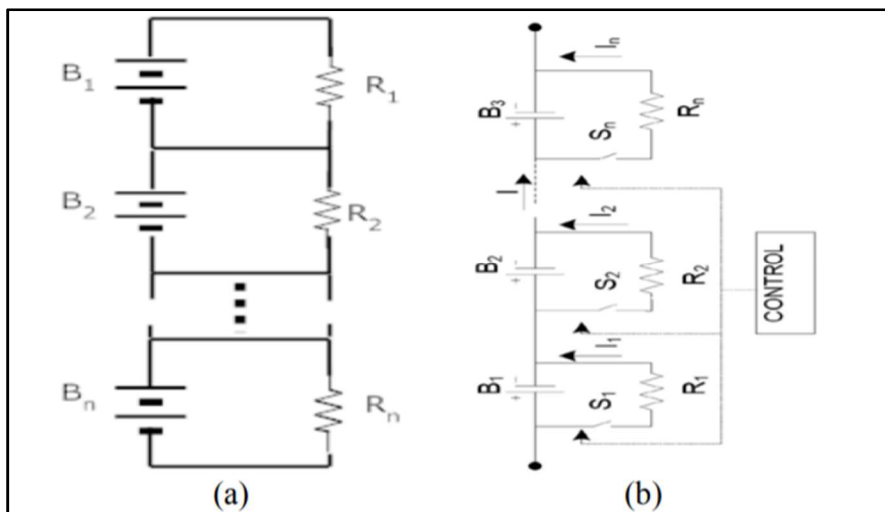 B1
R1
B2
R2
Bn
Rn
(a)
In
B3
Rn
Sn
I
I2
B2
S2
R2
CONTROL
I1
B1
S1
R1
(b)